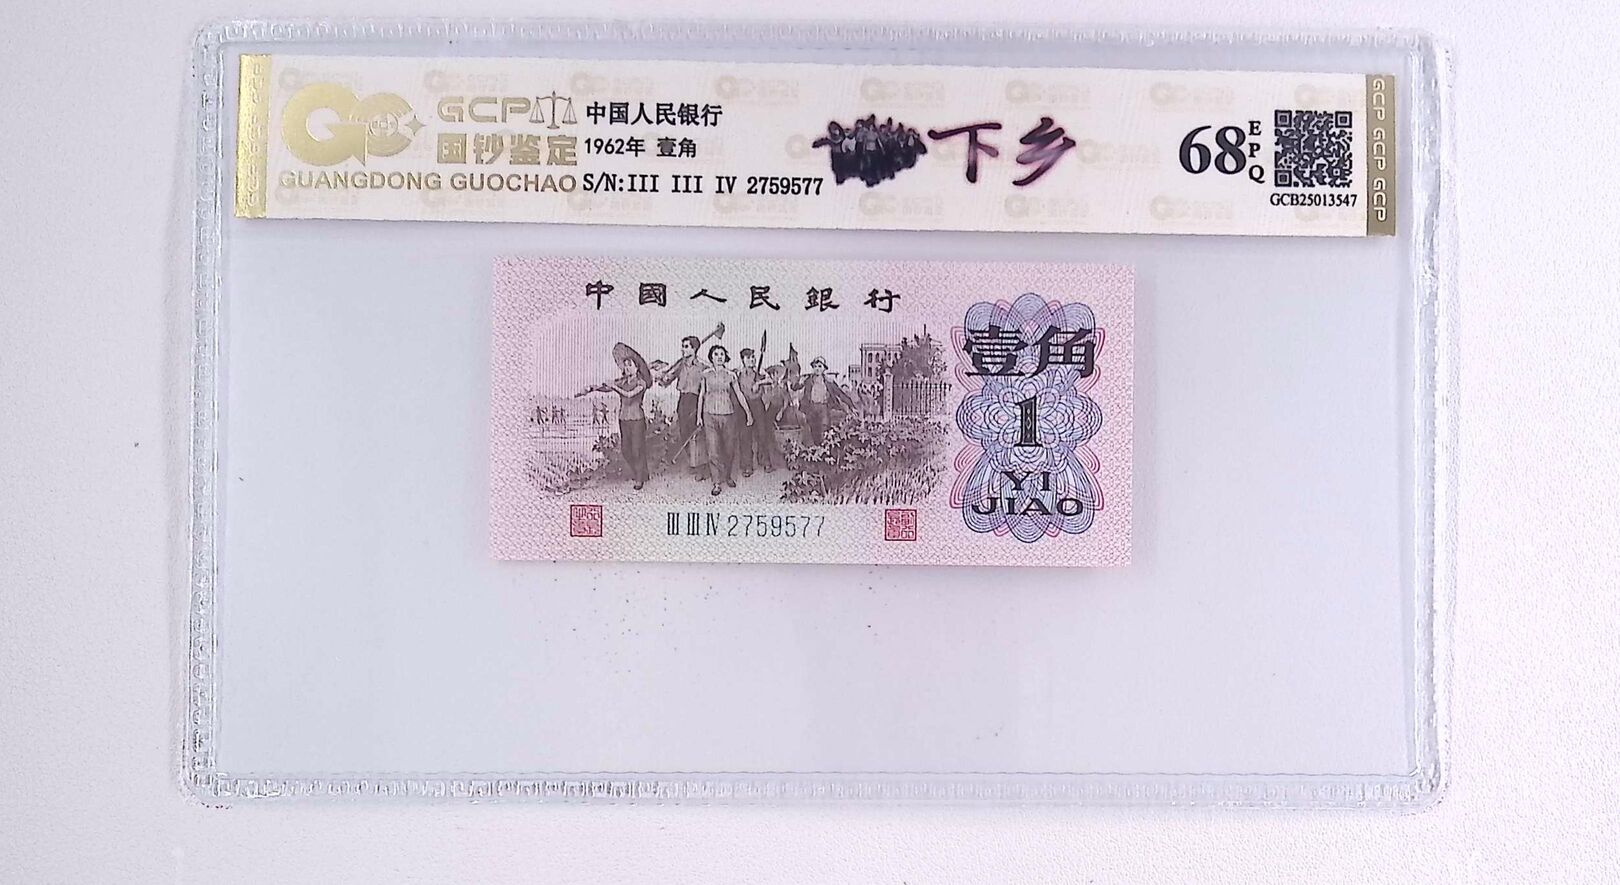 GCP 中国人民银行
国钞鉴定 1962年 壹角
GUANGDONG GUOCHAO S/N:III III IV 2759577
下乡
68 EPQ
GCB25013547
GCP GCP GCP
中國人民銀行
壹角
1
YI
JIAO
III III IV 2759577